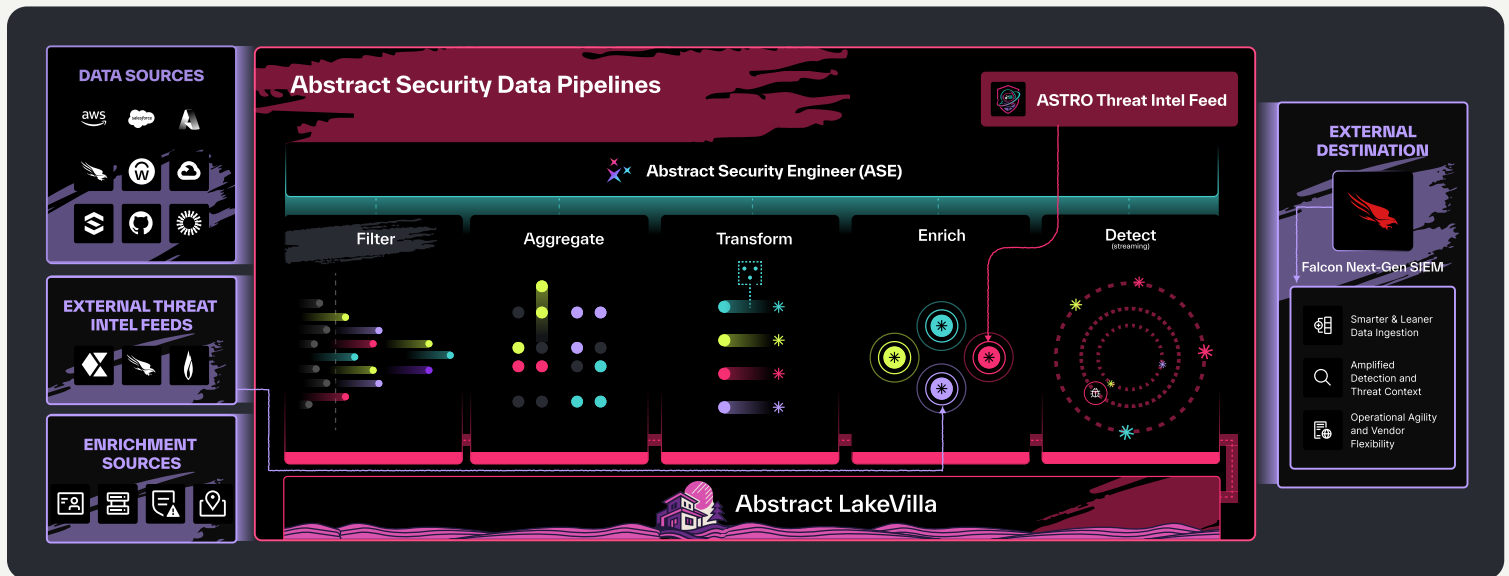 DATA SOURCES
aws
salesforce
EXTERNAL THREAT
INTEL FEEDS
ENRICHMENT
SOURCES
Abstract Security Data Pipelines
ASTRO Threat Intel Feed
Abstract Security Engineer (ASE)
Filter
Aggregate
Transform
Enrich
Detect
(streaming)
Abstract LakeVilla
EXTERNAL
DESTINATION
Falcon Next-Gen SIEM
Smarter & Leaner
Data Ingestion
Amplified
Detection and
Threat Context
Operational Agility
and Vendor
Flexibility